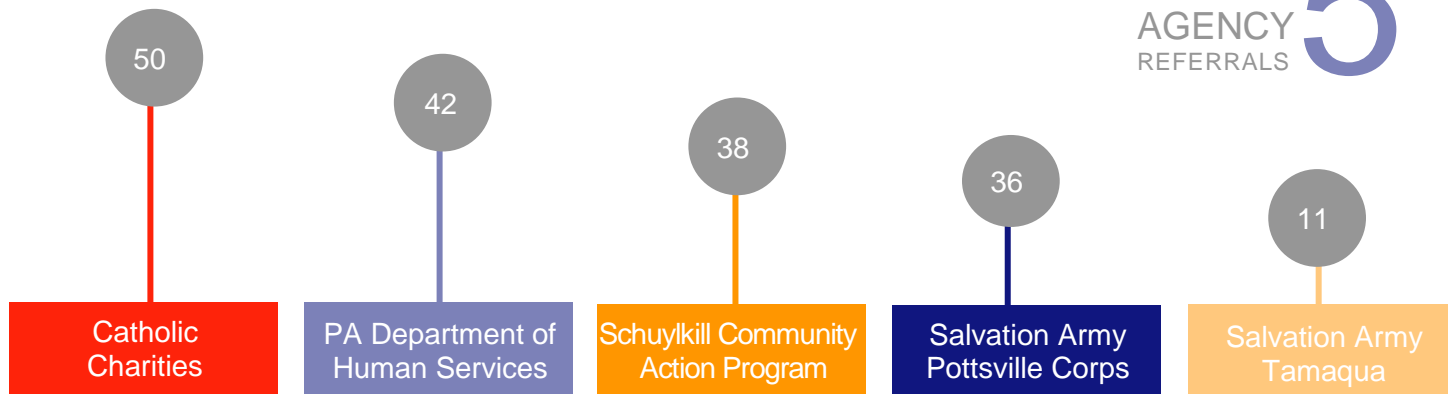 AGENCY
REFERRALS
5
50
42
38
36
11
Catholic
Charities
PA Department of
Human Services
Schuylkill Community
Action Program
Salvation Army
Pottsville Corps
Salvation Army
Tamaqua